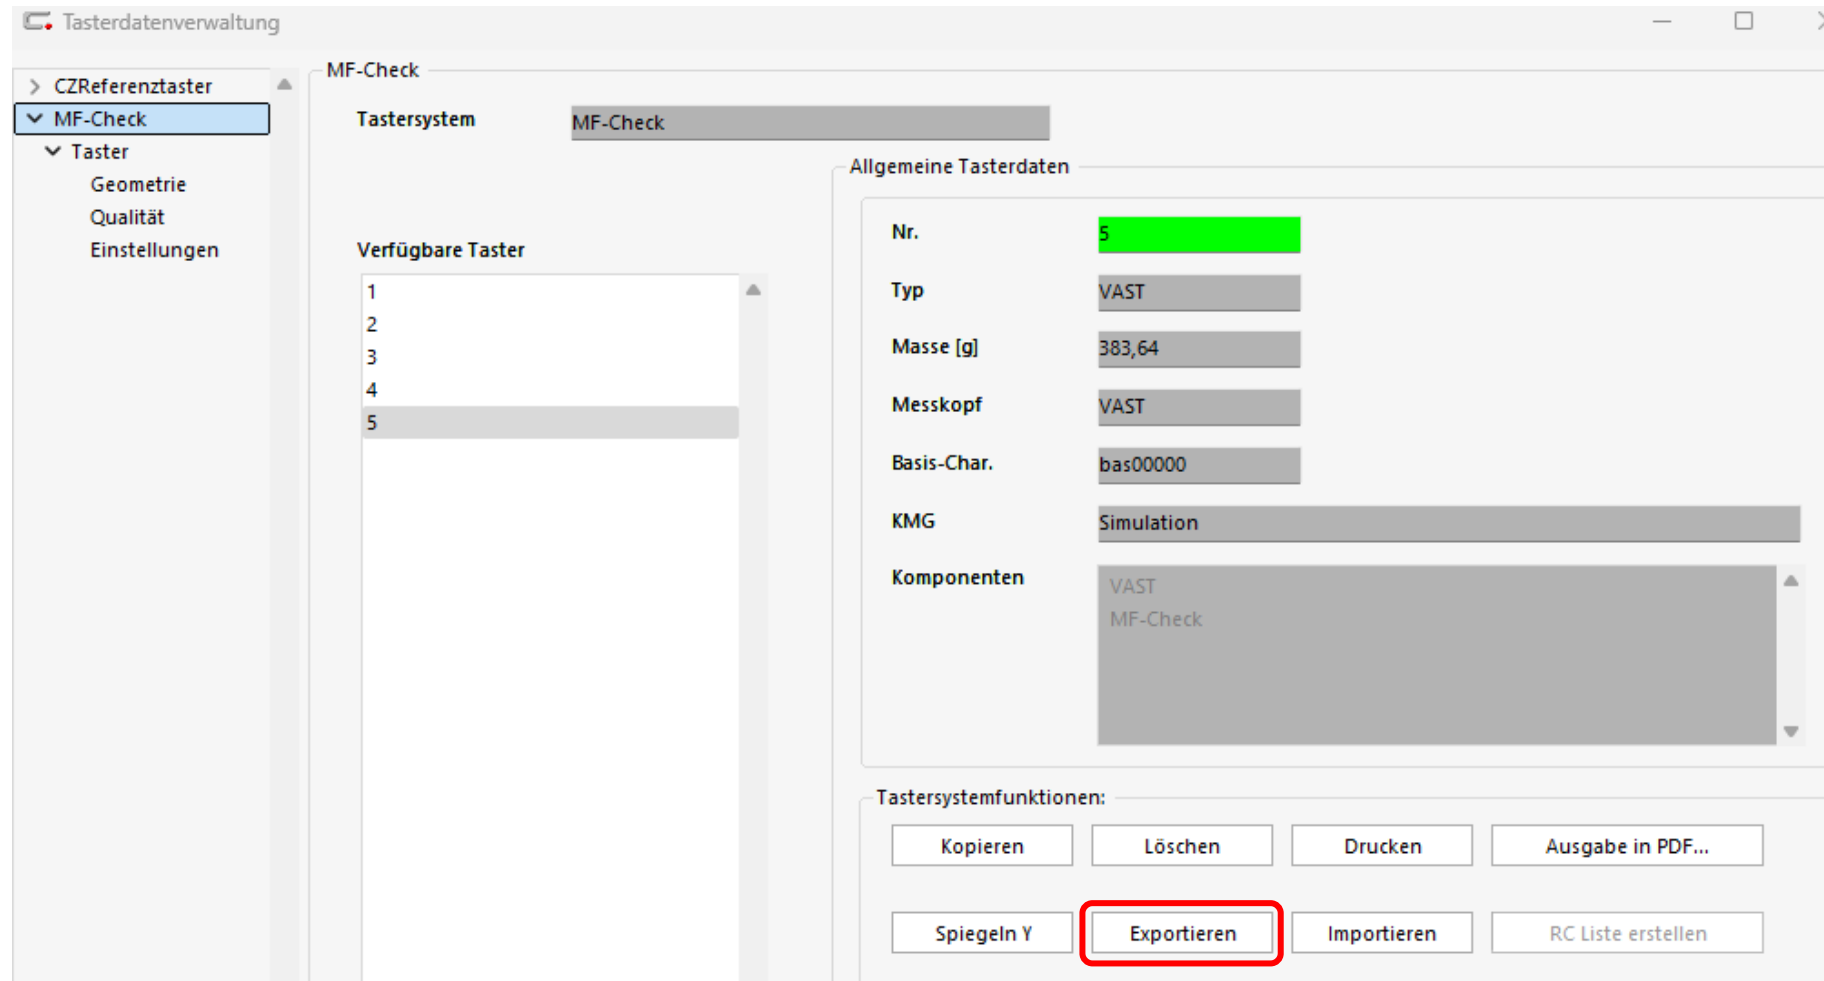 Tasterdatenverwaltung
CZReferenztaster
MF-Check
Taster
Geometrie
Qualität
Einstellungen
MF-Check
Tastersystem MF-Check
Verfügbare Taster
1
2
3
4
5
Allgemeine Tasterdaten
Nr. 5
Typ VAST
Masse [g] 383,64
Messkopf VAST
Basis-Char. bas00000
KMG Simulation
Komponenten VAST
MF-Check
Tastersystemfunktionen:
Kopieren Löschen Drucken Ausgabe in PDF...
Spiegeln Y Exportieren Importieren RC Liste erstellen